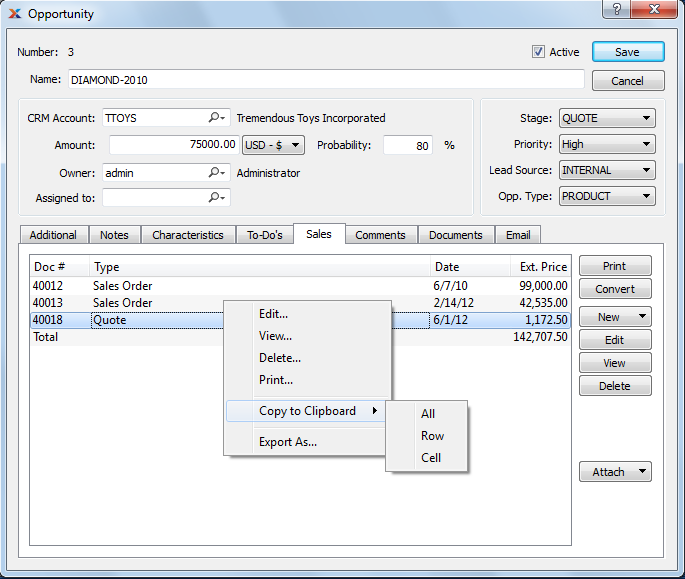 Opportunity
Number: 3
Active
Save
Name: DIAMOND-2010
Cancel
CRM Account: TTOYS Tremendous Toys Incorporated
Stage: QUOTE
Amount: 75000.00 USD - $ Probability: 80 %
Priority: High
Owner: admin Administrator
Lead Source: INTERNAL
Assigned to:
Opp. Type: PRODUCT
Additional Notes Characteristics To-Do's Sales Comments Documents Email
Doc # Type Date Ext. Price
40012 Sales Order 6/7/10 99,000.00
40013 Sales Order 2/14/12 42,535.00
40018 Quote 6/1/12 1,172.50
Total 142,707.50
Edit...
View...
Delete...
Print...
Copy to Clipboard
Export As...
All
Row
Cell
Print
Convert
New
Edit
View
Delete
Attach